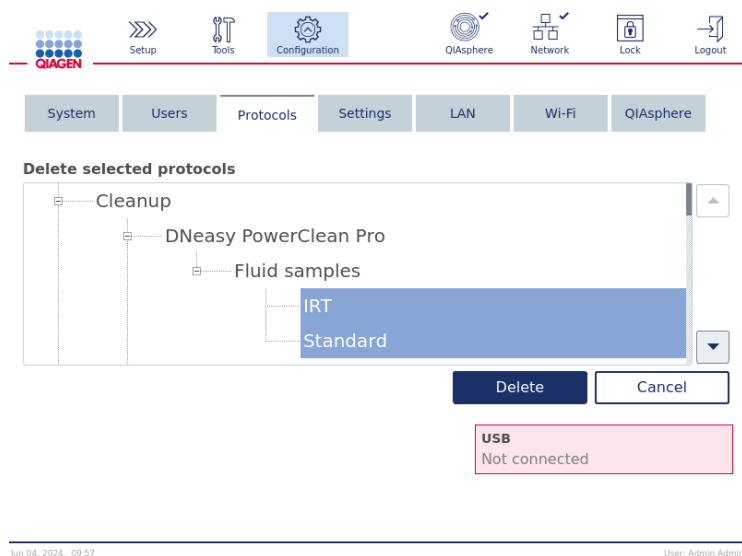 QIAGEN
Setup
Tools
Configuration
QIAsphere
Network
Lock
Logout
System
Users
Protocols
Settings
LAN
Wi-Fi
QIAsphere
Delete selected protocols
Cleanup
DNeasy PowerClean Pro
Fluid samples
IRT
Standard
Delete
Cancel
USB
Not connected
Jun 04, 2024, 09:57
User: Admin Admin